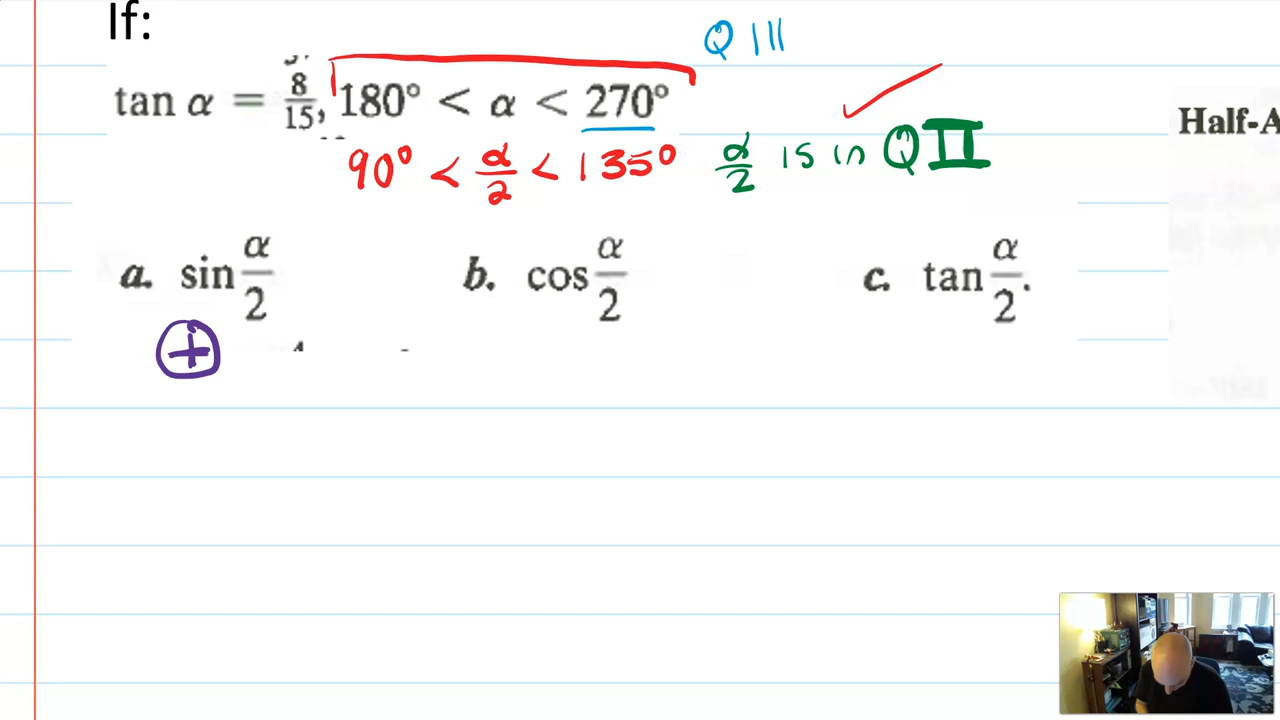 If:
Q III
tan α = 8/15, 180° < α < 270°
90° < α/2 < 135° α/2 is in QII
Half-A
a. sin α/2 b. cos α/2 c. tan α/2.
+